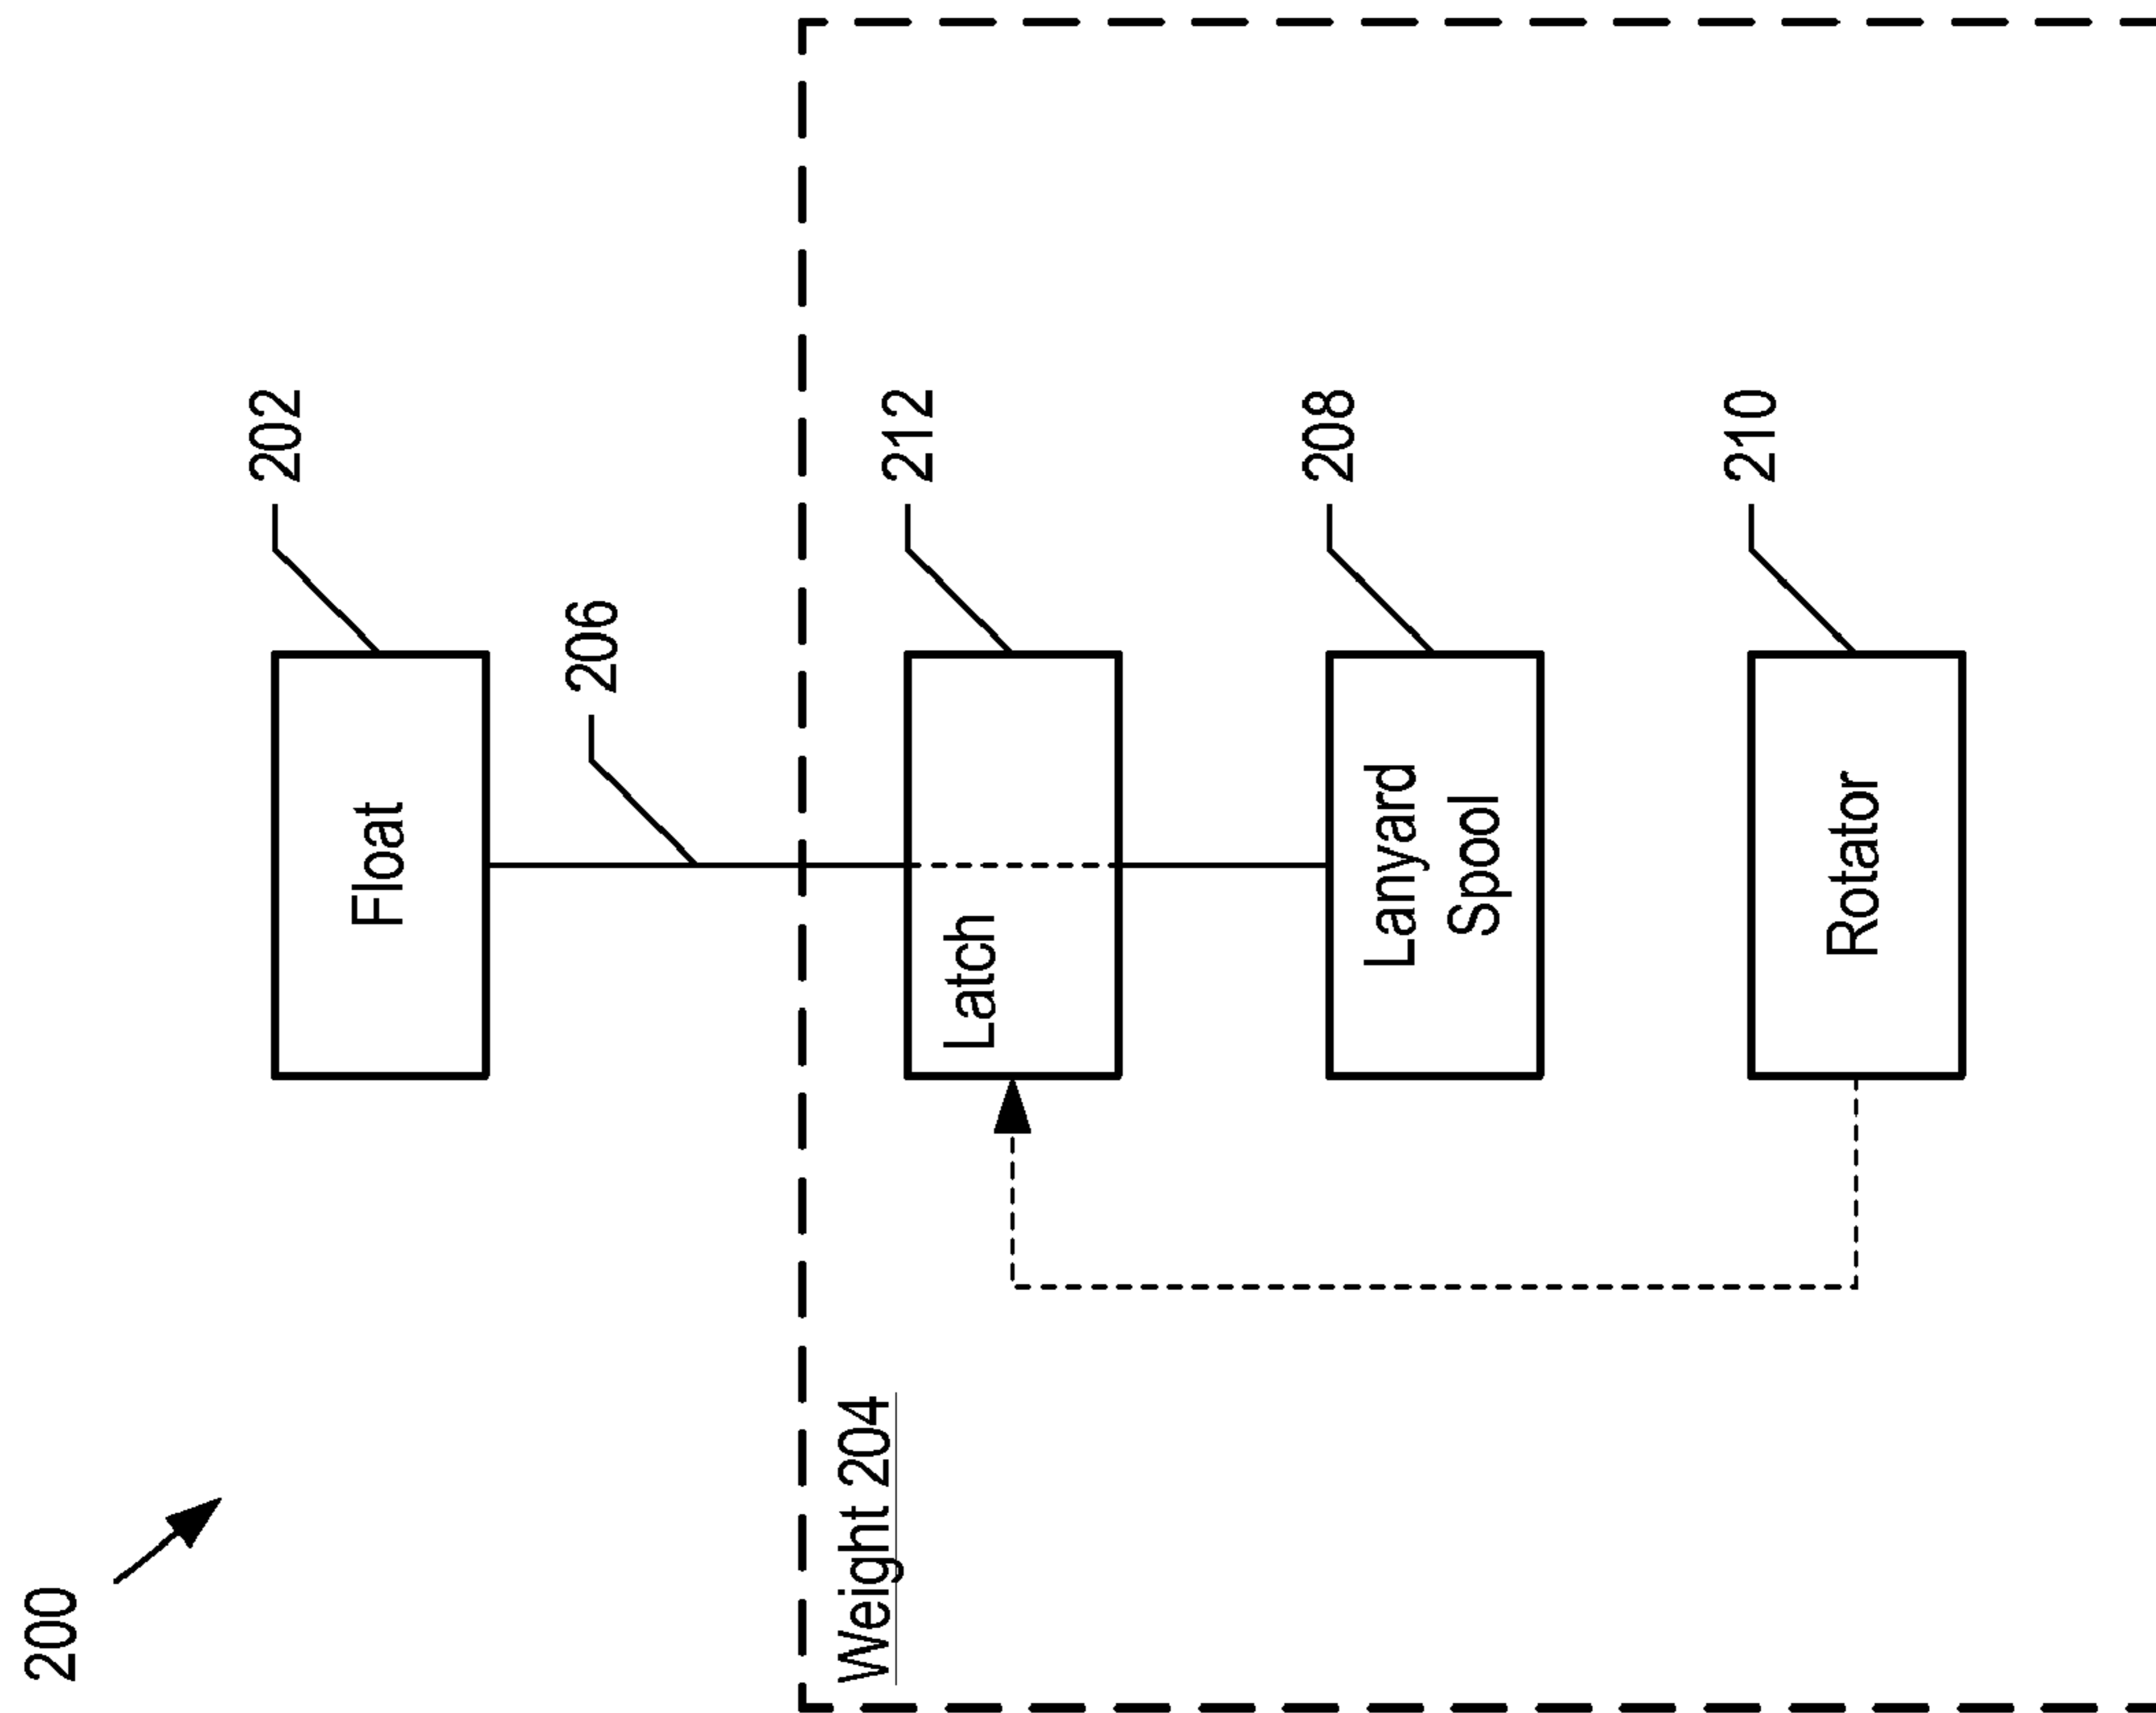 200
Float
202
206
Weight 204
Latch
212
Lanyard
Spool
208
Rotator
210